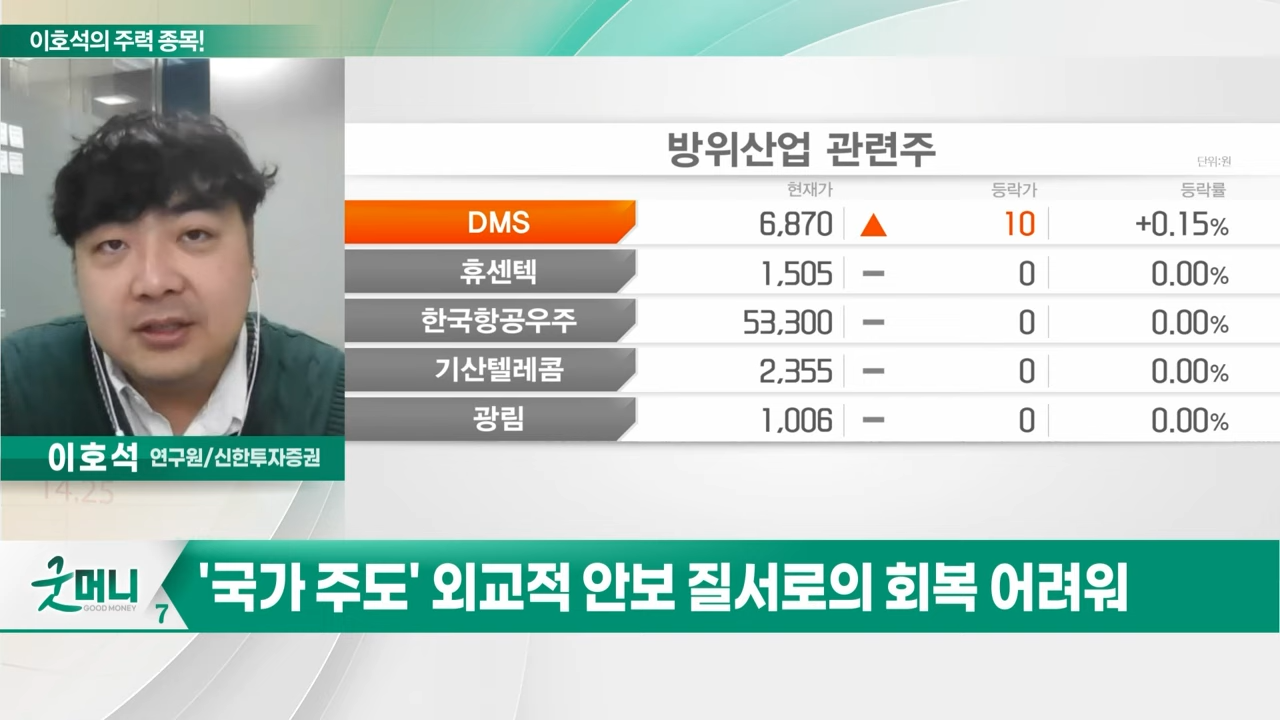 이호석의 주력 종목!
방위산업 관련주
단위:원
현재가 등락가 등락률
DMS 6,870 ▲ 10 +0.15%
휴센텍 1,505 － 0 0.00%
한국항공우주 53,300 － 0 0.00%
기산텔레콤 2,355 － 0 0.00%
광림 1,006 － 0 0.00%
이호석 연구원/신한투자증권
14.25
굿머니
GOOD MONEY
7
'국가 주도' 외교적 안보 질서로의 회복 어려워